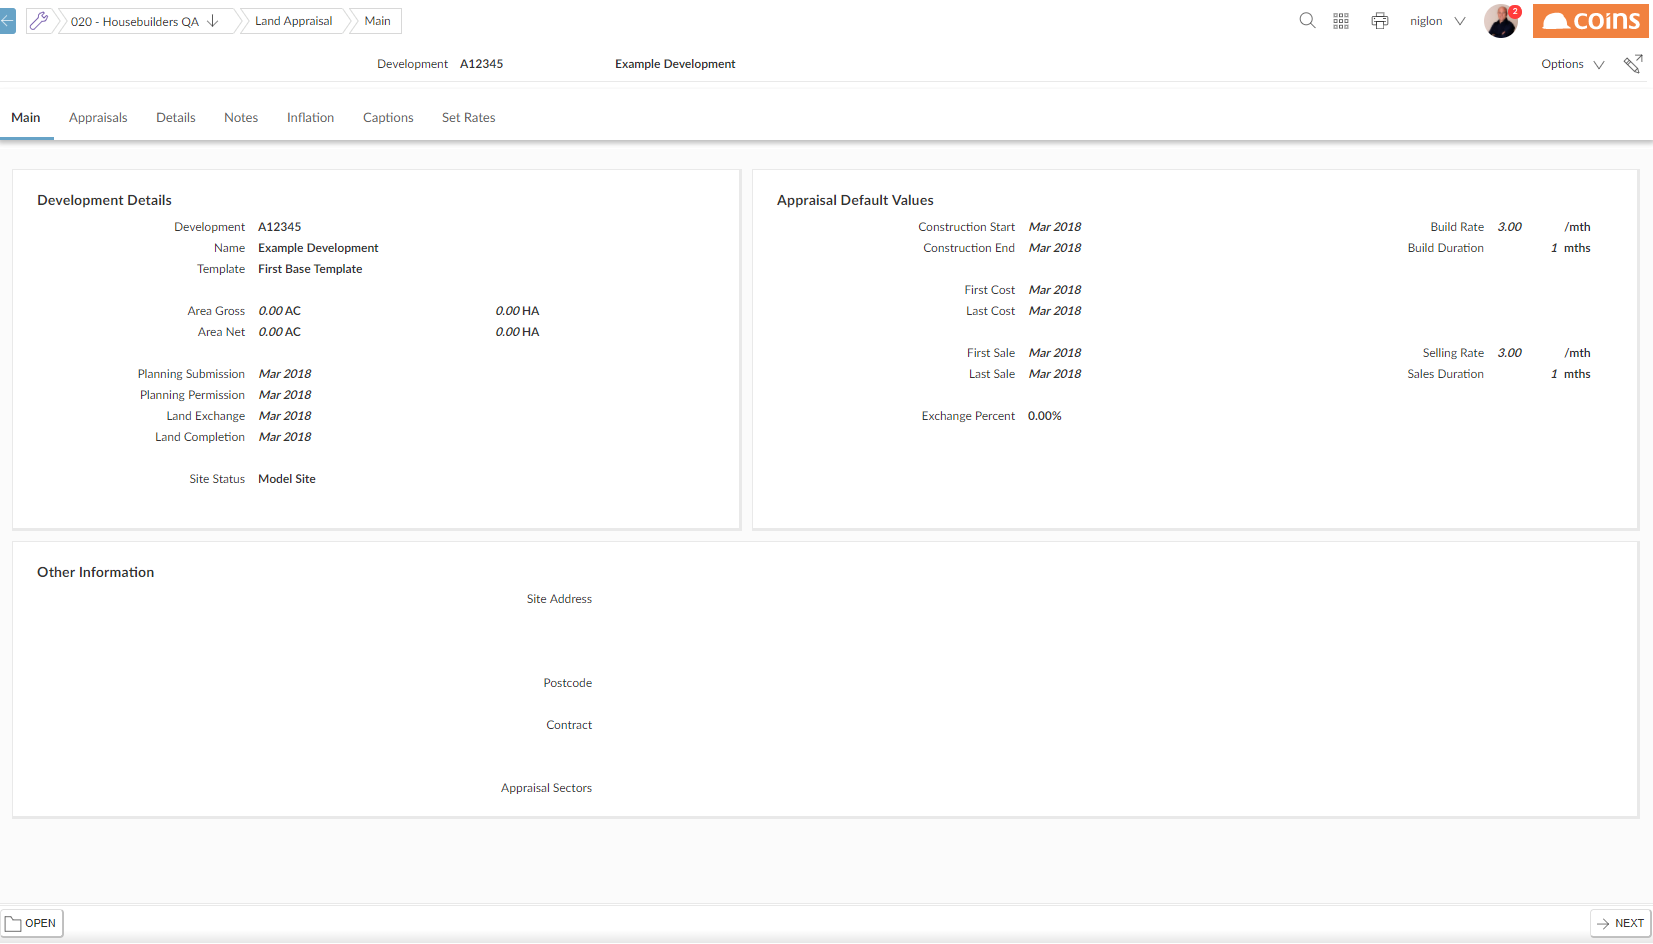 020 - Housebuilders QA
Land Appraisal
Main
niglon
2
coins
Development A12345 Example Development
Options
Main Appraisals Details Notes Inflation Captions Set Rates
Development Details
Development A12345
Name Example Development
Template First Base Template
Area Gross 0.00 AC 0.00 HA
Area Net 0.00 AC 0.00 HA
Planning Submission Mar 2018
Planning Permission Mar 2018
Land Exchange Mar 2018
Land Completion Mar 2018
Site Status Model Site
Appraisal Default Values
Construction Start Mar 2018 Build Rate 3.00 /mth
Construction End Mar 2018 Build Duration 1 mths
First Cost Mar 2018
Last Cost Mar 2018
First Sale Mar 2018 Selling Rate 3.00 /mth
Last Sale Mar 2018 Sales Duration 1 mths
Exchange Percent 0.00%
Other Information
Site Address
Postcode
Contract
Appraisal Sectors
OPEN
NEXT